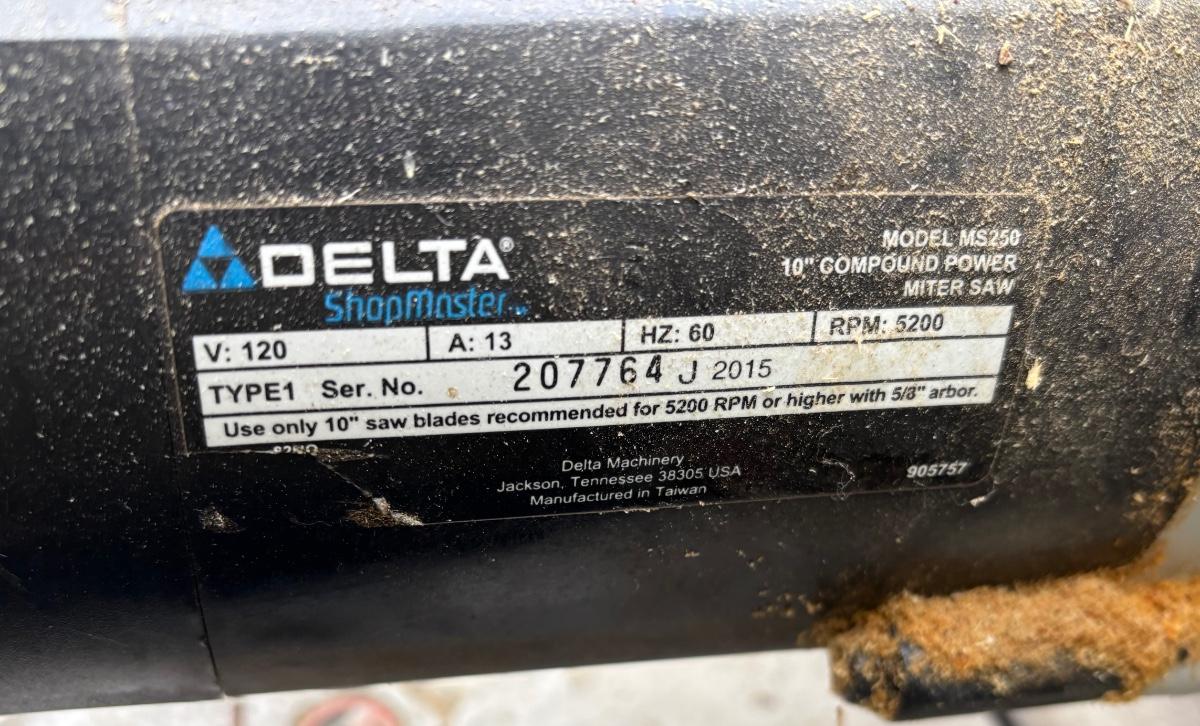 DELTA®
ShopMaster
MODEL MS250
10" COMPOUND POWER
MITER SAW
V: 120 A: 13 HZ: 60 RPM: 5200
TYPE1 Ser. No. 207764 J 2015
Use only 10" saw blades recommended for 5200 RPM or higher with 5/8" arbor.
Delta Machinery
Jackson, Tennessee 38305 USA
Manufactured in Taiwan
905757